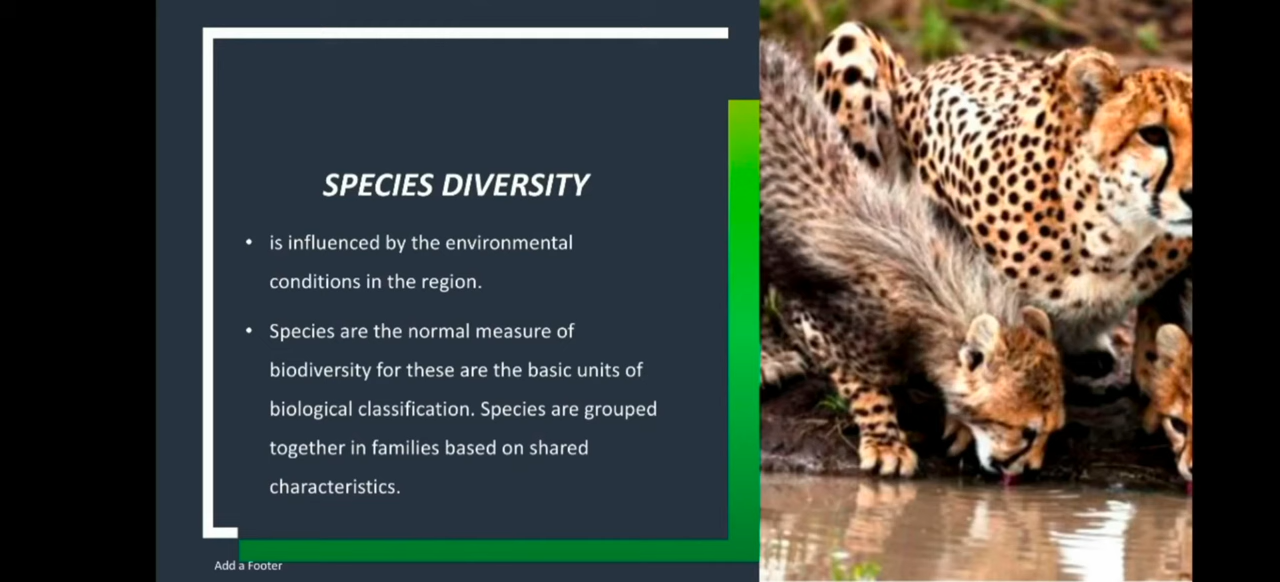 SPECIES DIVERSITY
• is influenced by the environmental
conditions in the region.
• Species are the normal measure of
biodiversity for these are the basic units of
biological classification. Species are grouped
together in families based on shared
characteristics.
Add a Footer